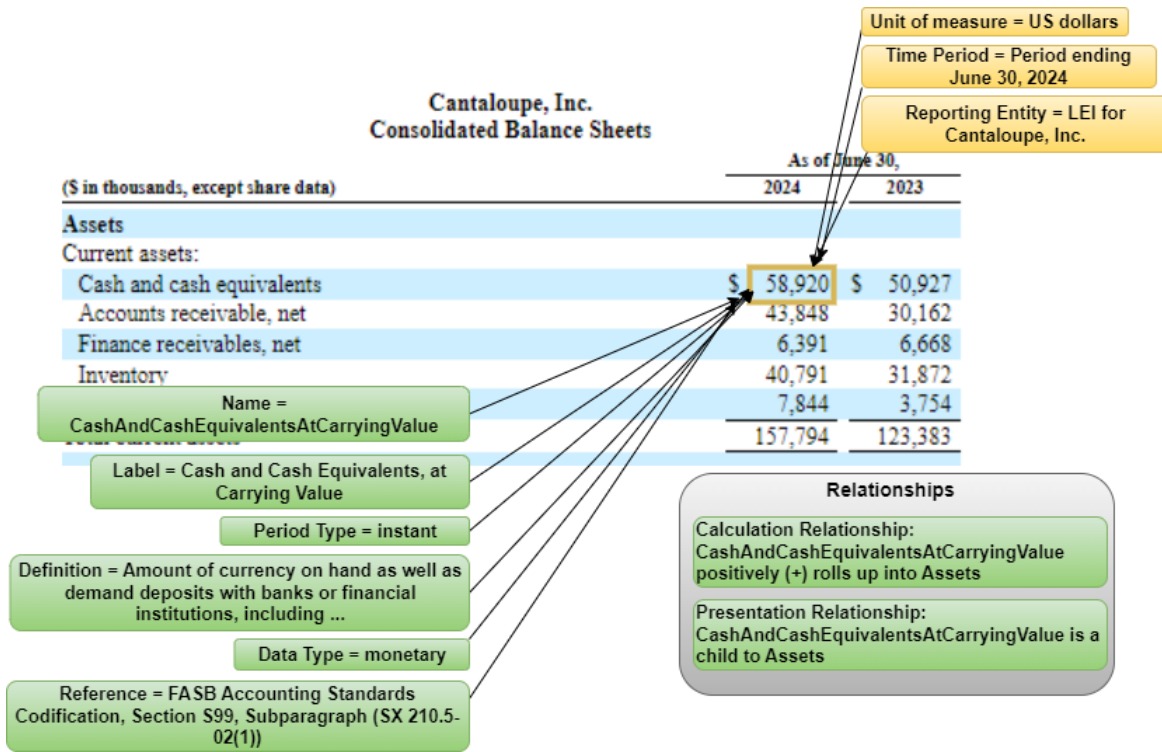 Unit of measure = US dollars
Time Period = Period ending
June 30, 2024
Reporting Entity = LEI for
Cantaloupe, Inc.
Cantaloupe, Inc.
Consolidated Balance Sheets
As of June 30,
($ in thousands, except share data) 2024 2023
Assets
Current assets:
Cash and cash equivalents $ 58,920 $ 50,927
Accounts receivable, net 43,848 30,162
Finance receivables, net 6,391 6,668
Inventory 40,791 31,872
7,844 3,754
Total current assets 157,794 123,383
Name =
CashAndCashEquivalentsAtCarryingValue
Label = Cash and Cash Equivalents, at
Carrying Value
Period Type = instant
Definition = Amount of currency on hand as well as
demand deposits with banks or financial
institutions, including ...
Data Type = monetary
Reference = FASB Accounting Standards
Codification, Section S99, Subparagraph (SX 210.5-
02(1))
Relationships
Calculation Relationship:
CashAndCashEquivalentsAtCarryingValue
positively (+) rolls up into Assets
Presentation Relationship:
CashAndCashEquivalentsAtCarryingValue is a
child to Assets